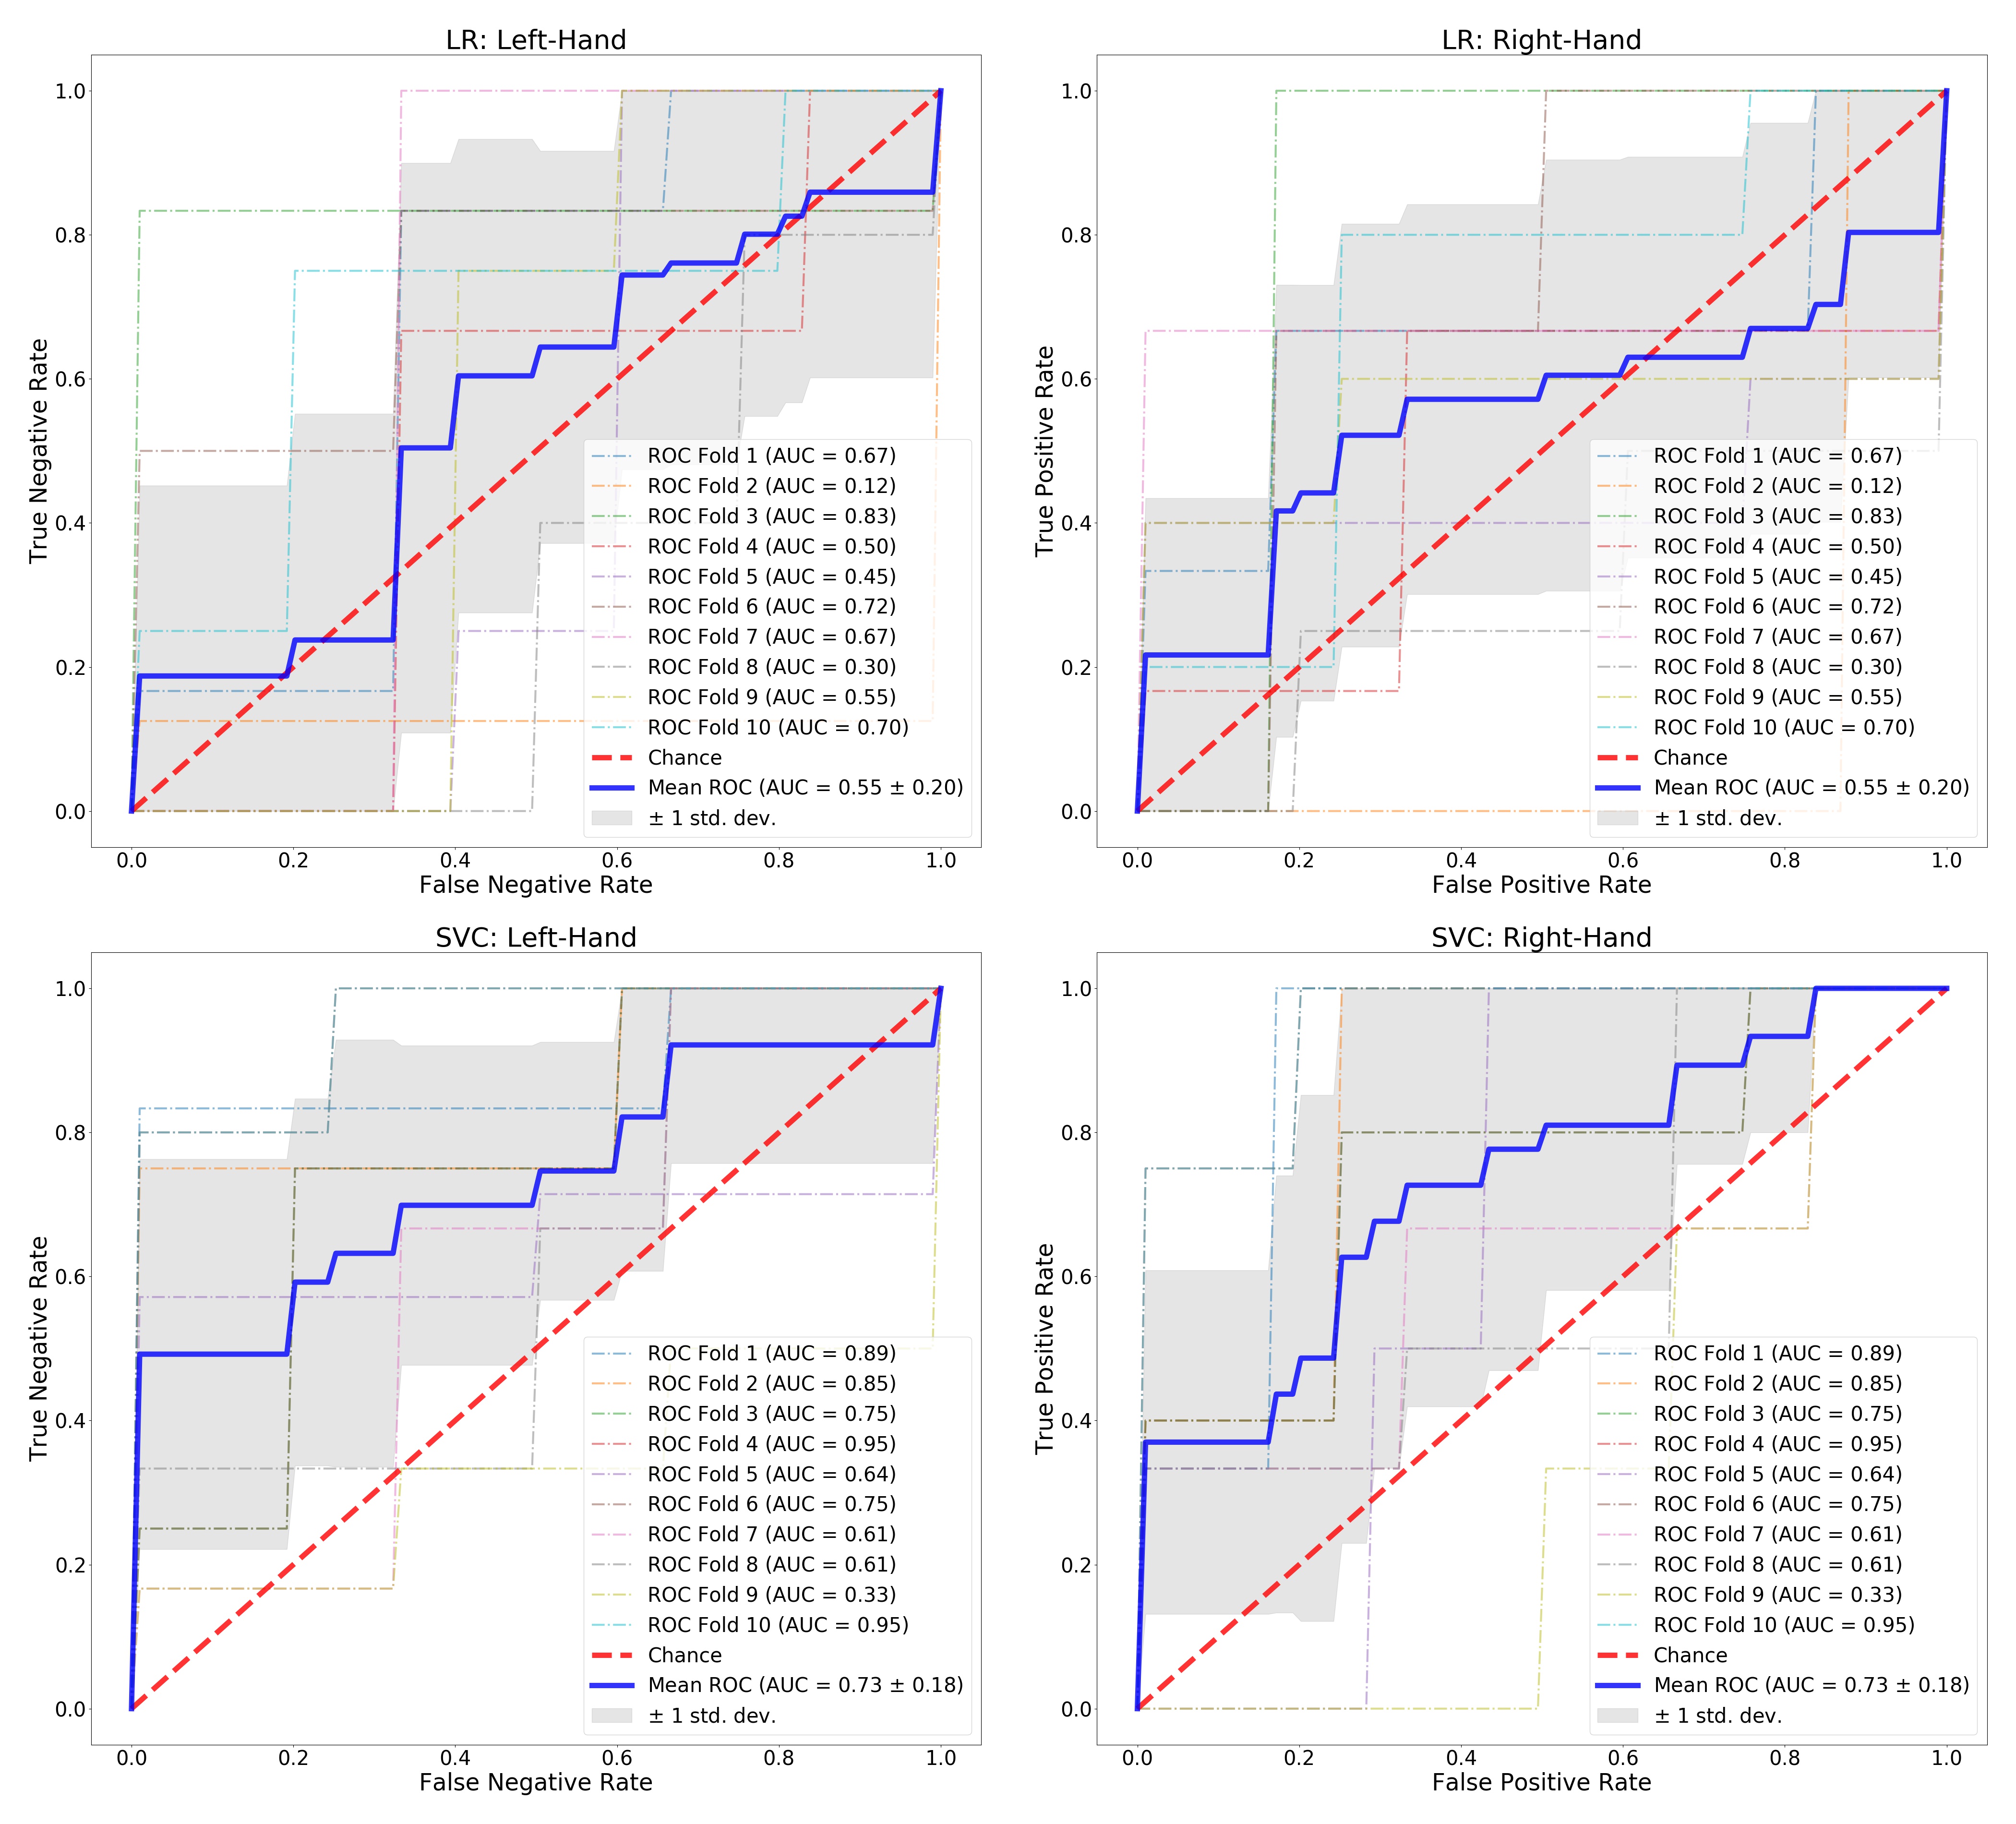 LR: Left-Hand
True Negative Rate
1.0
0.8
0.6
0.4
0.2
0.0
ROC Fold 1 (AUC = 0.67)
ROC Fold 2 (AUC = 0.12)
ROC Fold 3 (AUC = 0.83)
ROC Fold 4 (AUC = 0.50)
ROC Fold 5 (AUC = 0.45)
ROC Fold 6 (AUC = 0.72)
ROC Fold 7 (AUC = 0.67)
ROC Fold 8 (AUC = 0.30)
ROC Fold 9 (AUC = 0.55)
ROC Fold 10 (AUC = 0.70)
Chance
Mean ROC (AUC = 0.55 ± 0.20)
± 1 std. dev.
0.0 0.2 0.4 0.6 0.8 1.0
False Negative Rate
LR: Right-Hand
True Positive Rate
1.0
0.8
0.6
0.4
0.2
0.0
ROC Fold 1 (AUC = 0.67)
ROC Fold 2 (AUC = 0.12)
ROC Fold 3 (AUC = 0.83)
ROC Fold 4 (AUC = 0.50)
ROC Fold 5 (AUC = 0.45)
ROC Fold 6 (AUC = 0.72)
ROC Fold 7 (AUC = 0.67)
ROC Fold 8 (AUC = 0.30)
ROC Fold 9 (AUC = 0.55)
ROC Fold 10 (AUC = 0.70)
Chance
Mean ROC (AUC = 0.55 ± 0.20)
± 1 std. dev.
0.0 0.2 0.4 0.6 0.8 1.0
False Positive Rate
SVC: Left-Hand
True Negative Rate
1.0
0.8
0.6
0.4
0.2
0.0
ROC Fold 1 (AUC = 0.89)
ROC Fold 2 (AUC = 0.85)
ROC Fold 3 (AUC = 0.75)
ROC Fold 4 (AUC = 0.95)
ROC Fold 5 (AUC = 0.64)
ROC Fold 6 (AUC = 0.75)
ROC Fold 7 (AUC = 0.61)
ROC Fold 8 (AUC = 0.61)
ROC Fold 9 (AUC = 0.33)
ROC Fold 10 (AUC = 0.95)
Chance
Mean ROC (AUC = 0.73 ± 0.18)
± 1 std. dev.
0.0 0.2 0.4 0.6 0.8 1.0
False Negative Rate
SVC: Right-Hand
True Positive Rate
1.0
0.8
0.6
0.4
0.2
0.0
ROC Fold 1 (AUC = 0.89)
ROC Fold 2 (AUC = 0.85)
ROC Fold 3 (AUC = 0.75)
ROC Fold 4 (AUC = 0.95)
ROC Fold 5 (AUC = 0.64)
ROC Fold 6 (AUC = 0.75)
ROC Fold 7 (AUC = 0.61)
ROC Fold 8 (AUC = 0.61)
ROC Fold 9 (AUC = 0.33)
ROC Fold 10 (AUC = 0.95)
Chance
Mean ROC (AUC = 0.73 ± 0.18)
± 1 std. dev.
0.0 0.2 0.4 0.6 0.8 1.0
False Positive Rate